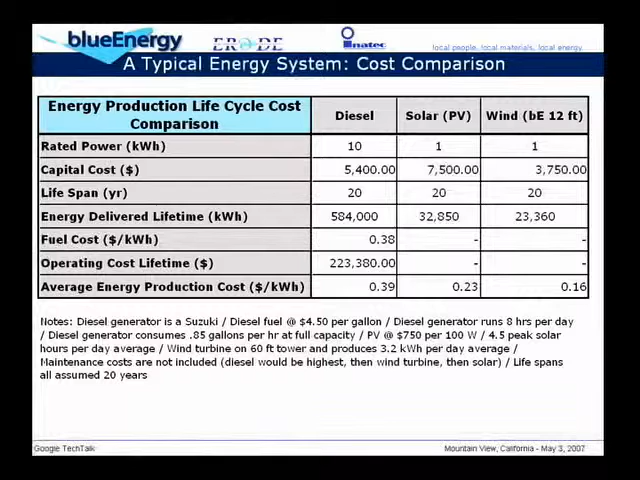 blueEnergy
inatec
local people, local materials, local energy.
A Typical Energy System: Cost Comparison
Energy Production Life Cycle Cost Comparison Diesel Solar (PV) Wind (bE 12 ft)
Rated Power (kWh) 10 1 1
Capital Cost ($) 5,400.00 7,500.00 3,750.00
Life Span (yr) 20 20 20
Energy Delivered Lifetime (kWh) 584,000 32,850 23,360
Fuel Cost ($/kWh) 0.38 - -
Operating Cost Lifetime ($) 223,380.00 - -
Average Energy Production Cost ($/kWh) 0.39 0.23 0.16
Notes: Diesel generator is a Suzuki / Diesel fuel @ $4.50 per gallon / Diesel generator runs 8 hrs per day
/ Diesel generator consumes .85 gallons per hr at full capacity / PV @ $750 per 100 W / 4.5 peak solar
hours per day average / Wind turbine on 60 ft tower and produces 3.2 kWh per day average /
Maintenance costs are not included (diesel would be highest, then wind turbine, then solar) / Life spans
all assumed 20 years
Google TechTalk
Mountain View, California - May 3, 2007